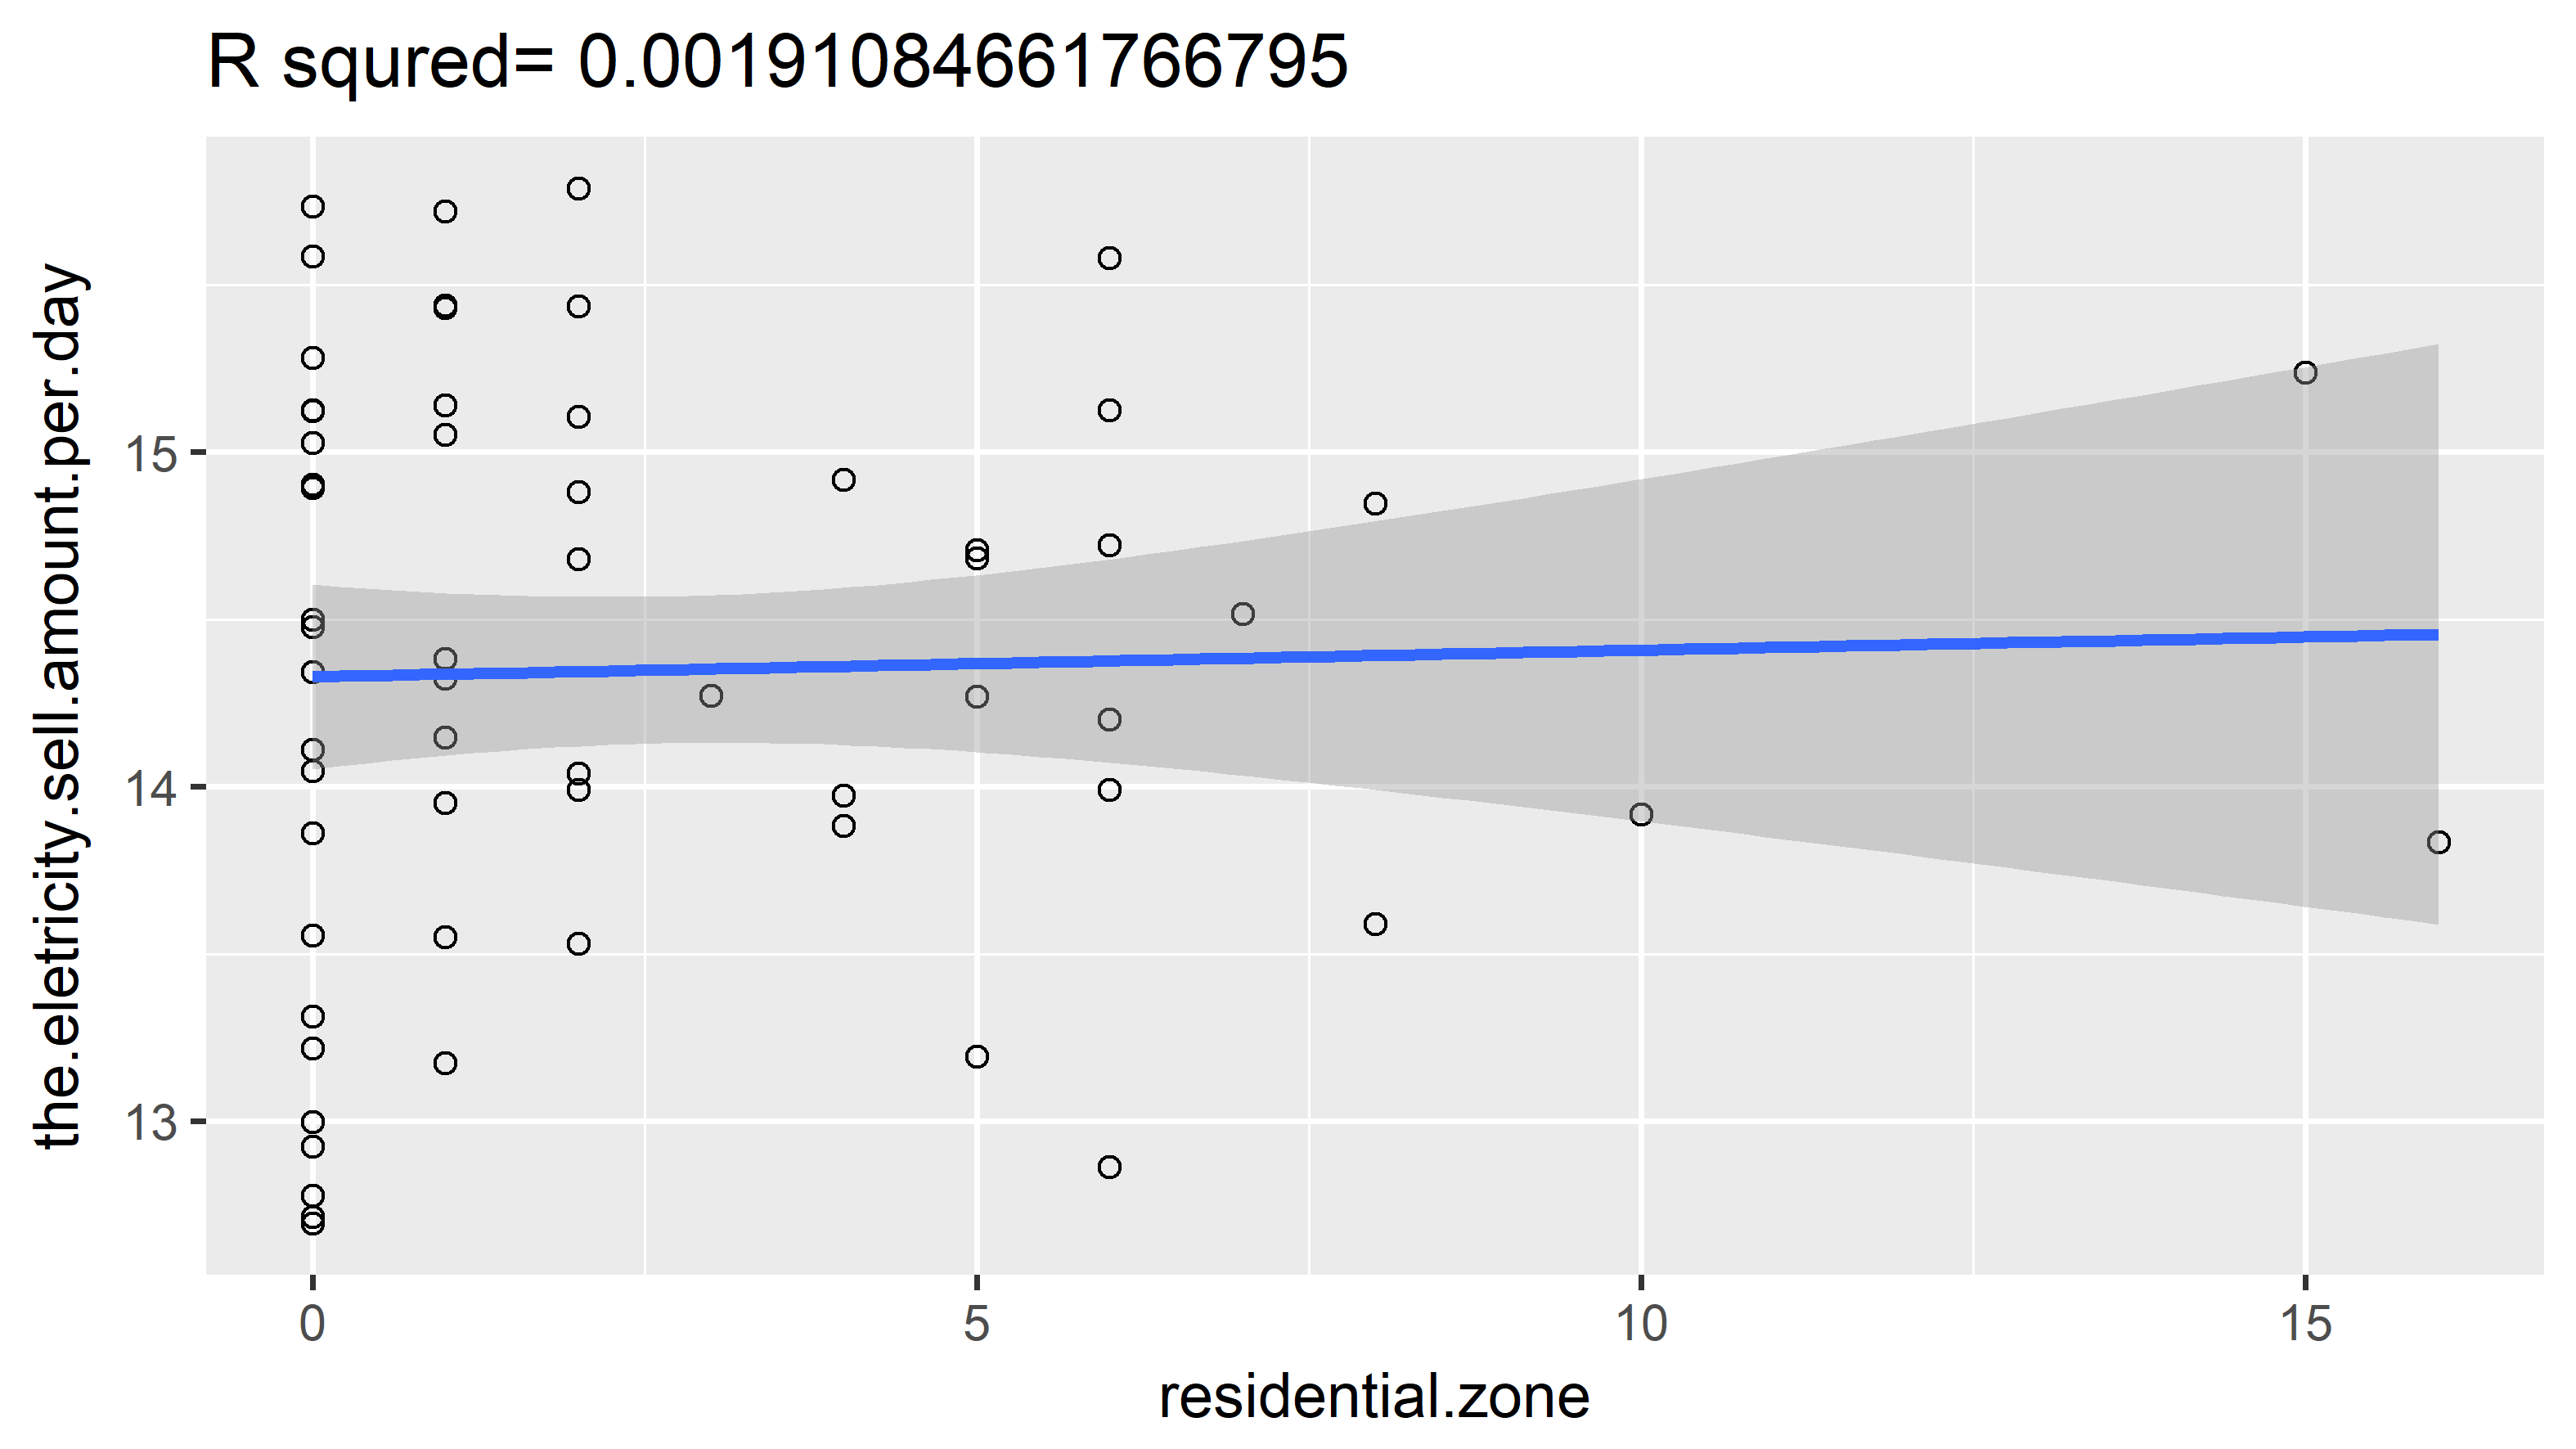 R squred= 0.00191084661766795
the.eletricity.sell.amount.per.day
15
14
13
0
5
10
15
residential.zone